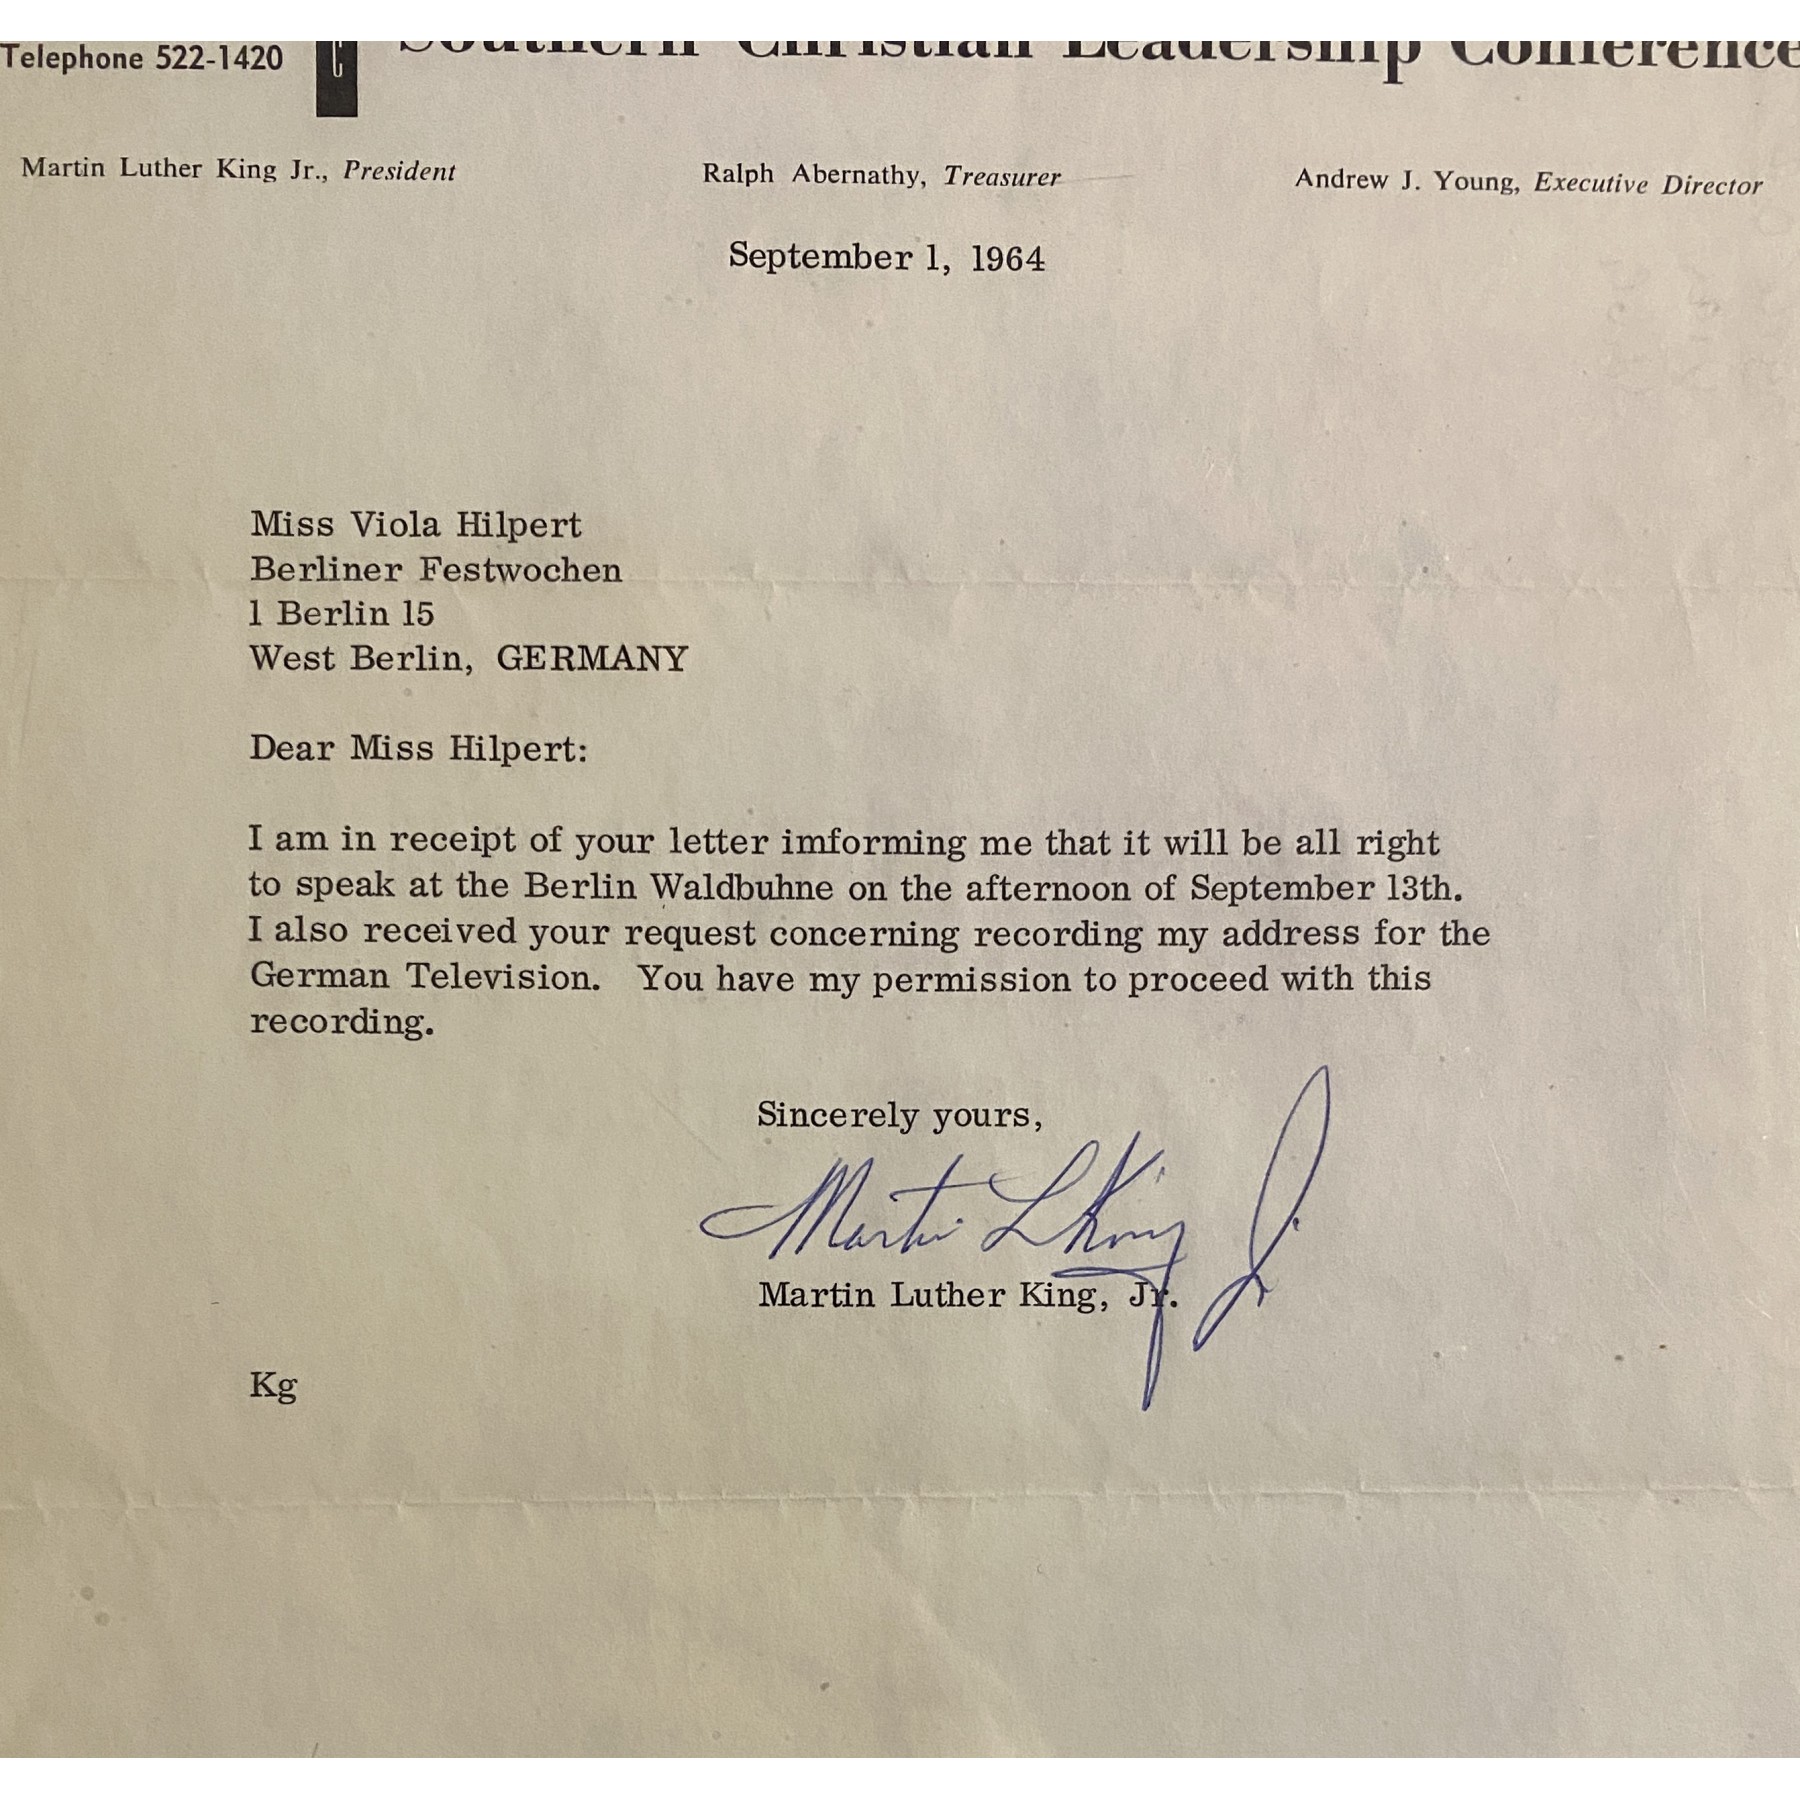 Telephone 522-1420
Southern Christian Leadership Conference
Martin Luther King Jr., President Ralph Abernathy, Treasurer Andrew J. Young, Executive Director
September 1, 1964
Miss Viola Hilpert
Berliner Festwochen
1 Berlin 15
West Berlin, GERMANY
Dear Miss Hilpert:
I am in receipt of your letter imforming me that it will be all right
to speak at the Berlin Waldbuhne on the afternoon of September 13th.
I also received your request concerning recording my address for the
German Television. You have my permission to proceed with this
recording.
Sincerely yours,
Martin L King Jr.
Martin Luther King, Jr.
Kg